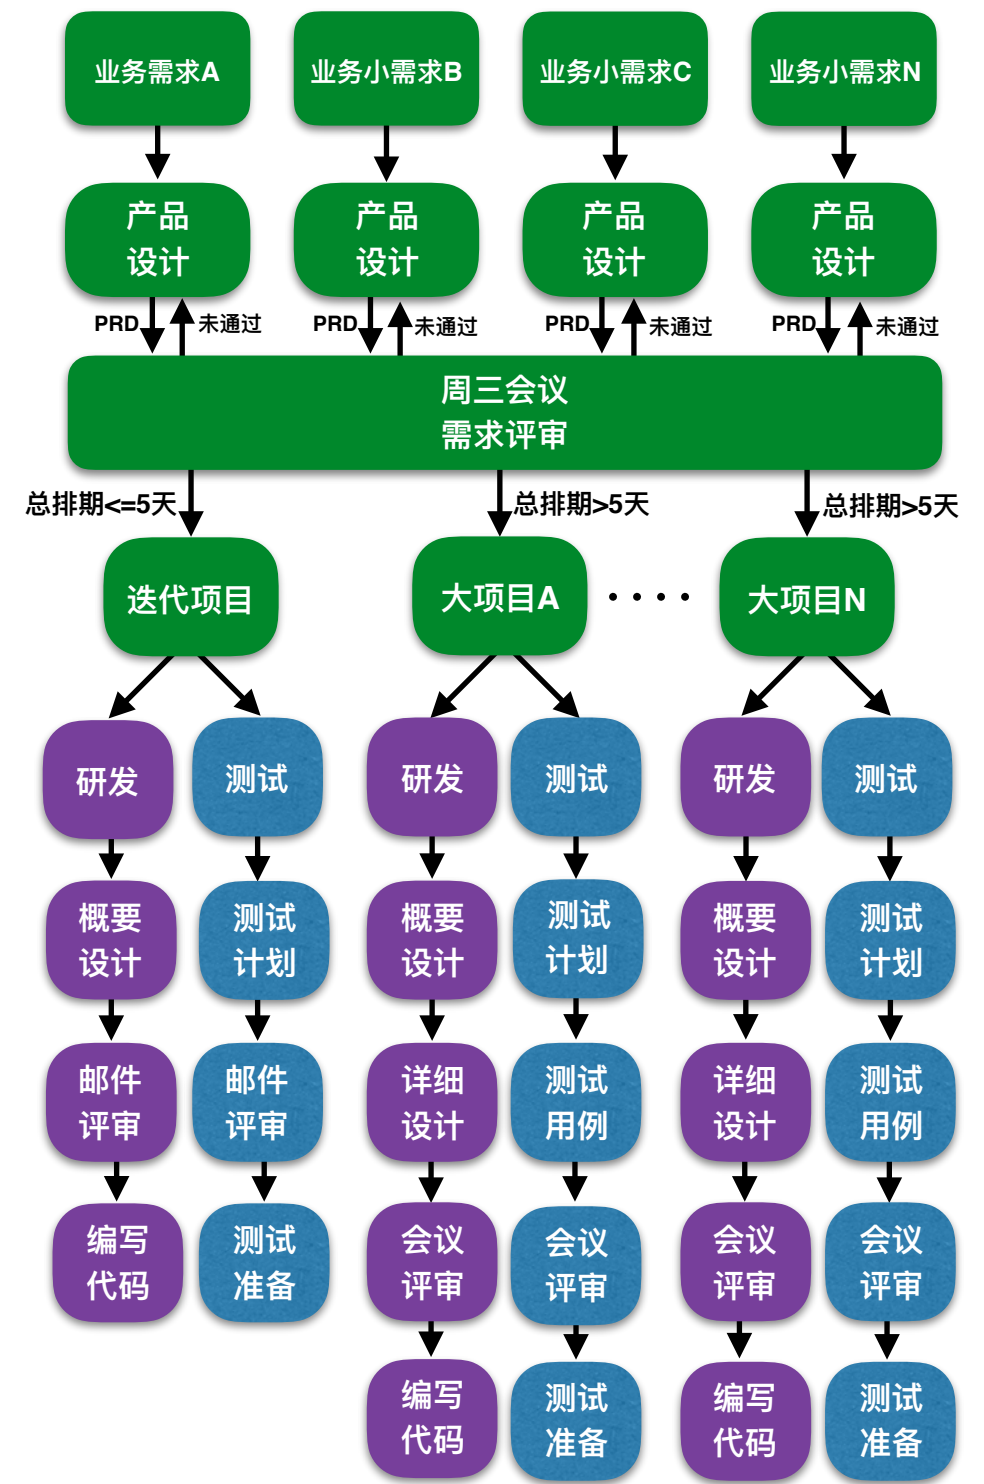 业务需求A
业务小需求B
业务小需求C
业务小需求N
产品
设计
产品
设计
产品
设计
产品
设计
PRD
未通过
PRD
未通过
PRD
未通过
PRD
未通过
周三会议
需求评审
总排期<=5天
总排期>5天
总排期>5天
迭代项目
大项目A
····
大项目N
研发
测试
研发
测试
研发
测试
概要
设计
测试
计划
概要
设计
测试
计划
概要
设计
测试
计划
邮件
评审
邮件
评审
详细
设计
测试
用例
详细
设计
测试
用例
编写
代码
测试
准备
会议
评审
会议
评审
会议
评审
会议
评审
编写
代码
测试
准备
编写
代码
测试
准备